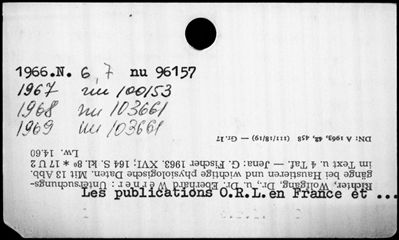 1966.N. 6,7 nu 96157
1967 nu 100153
1968 nu 103661
1969 nu 103661
Les publications O.R.L.en France et ...
Richter, Wolfgang, Dr., u. Dr. Eberhard Werner: Untersuchungs-
gänge bei Haustieren und wichtige physiologische Daten. Mit 13 Abb.
im Text u. 4 Taf. — Jena: G. Fischer 1963. XVI, 164 S. kl. 8° * 17 U 2
Lw. 14.60
DN: A 1963, 48, 458 (III/18/19) — Gr.17